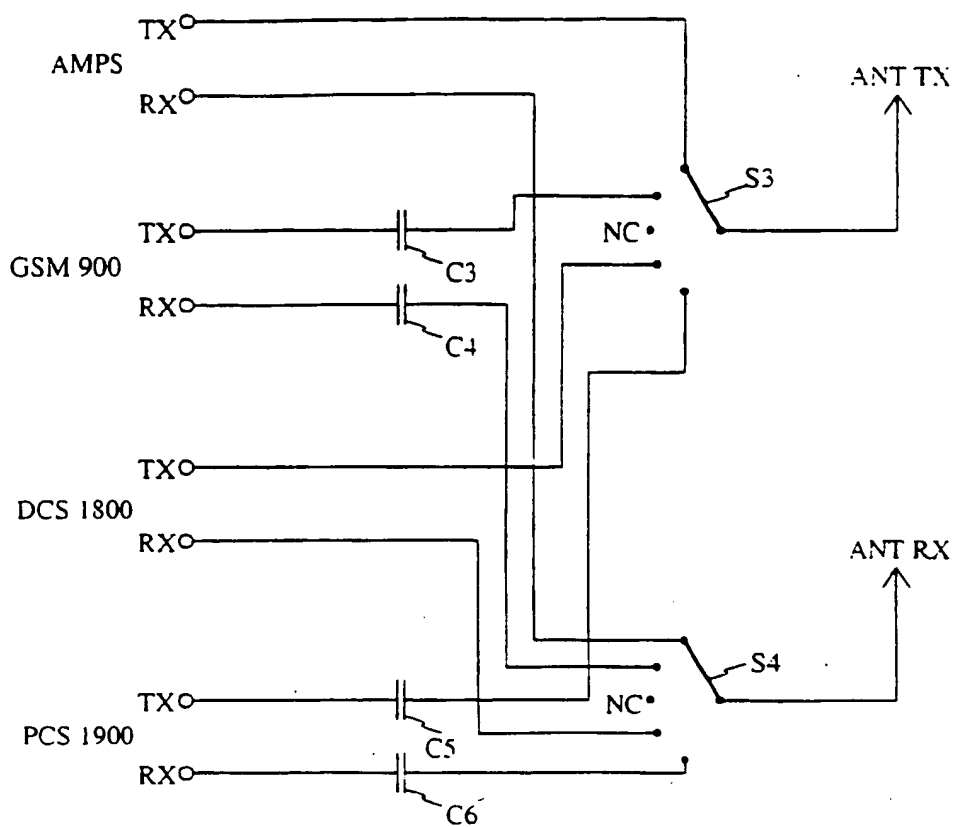 TX
AMPS
RX
ANT TX
S3
TX
NC
GSM 900
C3
RX
C4
TX
DCS 1800
RX
ANT RX
S4
TX
NC
PCS 1900
C5
RX
C6